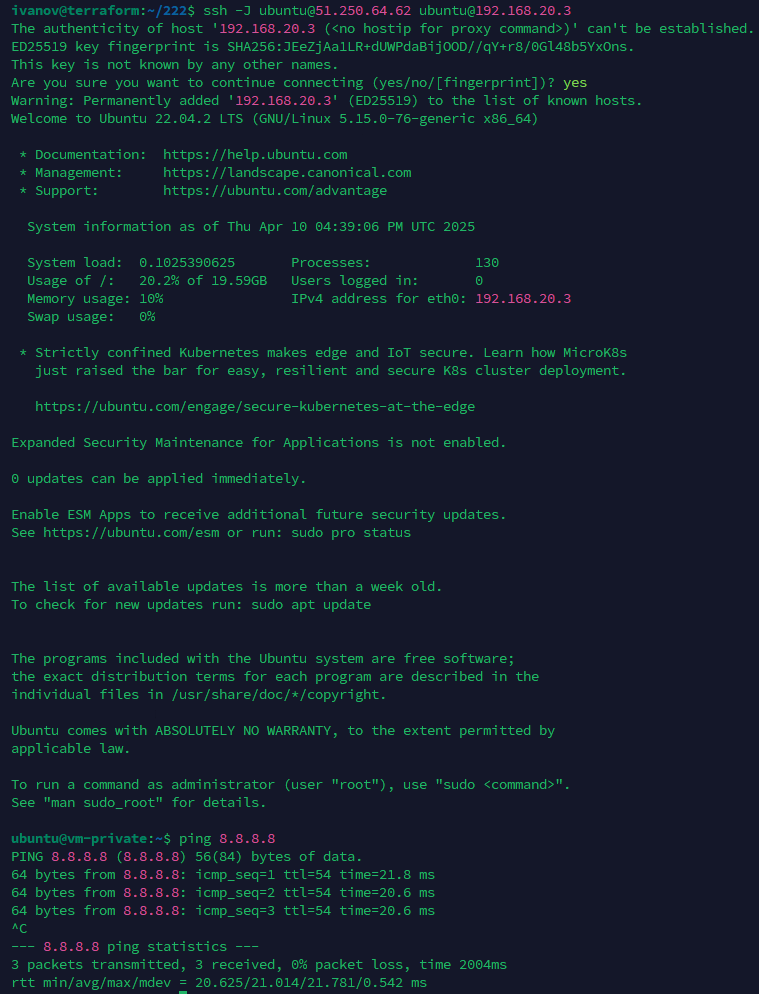 ivanov@terraform:~/222$ ssh -J ubuntu@51.250.64.62 ubuntu@192.168.20.3
The authenticity of host '192.168.20.3 (<no hostip for proxy command>)' can't be established.
ED25519 key fingerprint is SHA256:JEeZjAa1LR+dUWPdaBijOOD//qY+r8/0Gl48b5YxOns.
This key is not known by any other names.
Are you sure you want to continue connecting (yes/no/[fingerprint])? yes
Warning: Permanently added '192.168.20.3' (ED25519) to the list of known hosts.
Welcome to Ubuntu 22.04.2 LTS (GNU/Linux 5.15.0-76-generic x86_64)

 * Documentation:  https://help.ubuntu.com
 * Management:     https://landscape.canonical.com
 * Support:        https://ubuntu.com/advantage

  System information as of Thu Apr 10 04:39:06 PM UTC 2025

  System load:  0.1025390625       Processes:             130
  Usage of /:   20.2% of 19.59GB   Users logged in:       0
  Memory usage: 10%                IPv4 address for eth0: 192.168.20.3
  Swap usage:   0%

 * Strictly confined Kubernetes makes edge and IoT secure. Learn how MicroK8s
   just raised the bar for easy, resilient and secure K8s cluster deployment.

   https://ubuntu.com/engage/secure-kubernetes-at-the-edge

Expanded Security Maintenance for Applications is not enabled.

0 updates can be applied immediately.

Enable ESM Apps to receive additional future security updates.
See https://ubuntu.com/esm or run: sudo pro status


The list of available updates is more than a week old.
To check for new updates run: sudo apt update


The programs included with the Ubuntu system are free software;
the exact distribution terms for each program are described in the
individual files in /usr/share/doc/*/copyright.

Ubuntu comes with ABSOLUTELY NO WARRANTY, to the extent permitted by
applicable law.

To run a command as administrator (user "root"), use "sudo <command>".
See "man sudo_root" for details.

ubuntu@vm-private:~$ ping 8.8.8.8
PING 8.8.8.8 (8.8.8.8) 56(84) bytes of data.
64 bytes from 8.8.8.8: icmp_seq=1 ttl=54 time=21.8 ms
64 bytes from 8.8.8.8: icmp_seq=2 ttl=54 time=20.6 ms
64 bytes from 8.8.8.8: icmp_seq=3 ttl=54 time=20.6 ms
^C
--- 8.8.8.8 ping statistics ---
3 packets transmitted, 3 received, 0% packet loss, time 2004ms
rtt min/avg/max/mdev = 20.625/21.014/21.781/0.542 ms